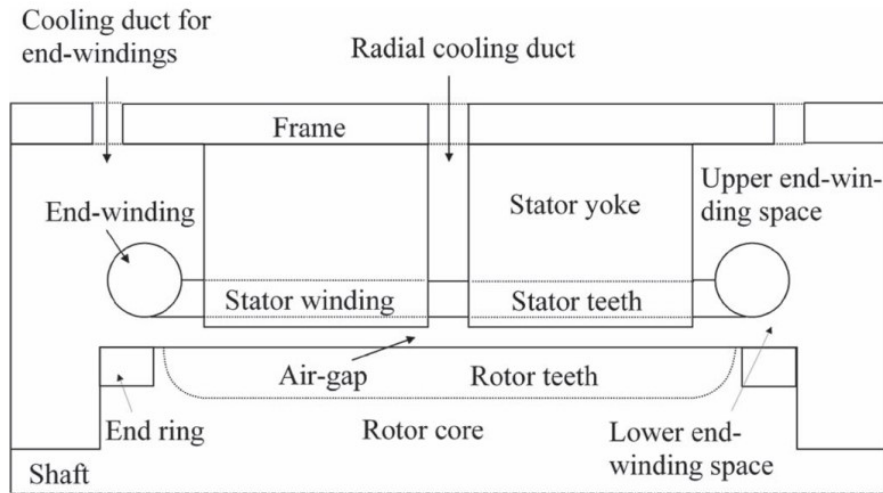 Cooling duct for
end-windings
Radial cooling duct
Frame
Upper end-win-
ding space
End-winding
Stator yoke
Stator winding
Stator teeth
Air-gap
Rotor teeth
End ring
Rotor core
Lower end-
winding space
Shaft